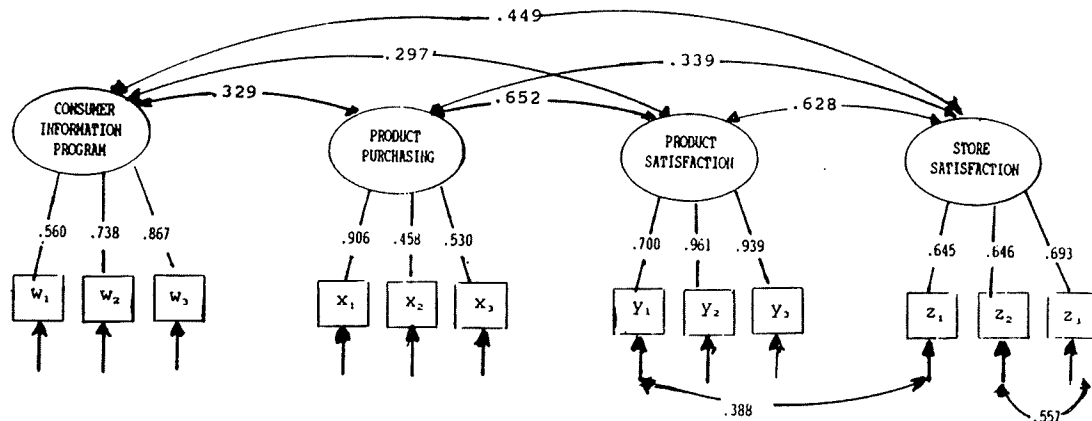 .449
.297
.339
.329
.652
.628
CONSUMER
INFORMATION
PROGRAM
PRODUCT
PURCHASING
PRODUCT
SATISFACTION
STORE
SATISFACTION
.560
.738
.867
.906
.458
.530
.700
.961
.939
.645
.646
.693
W₁
W₂
W₃
X₁
X₂
X₃
Y₁
Y₂
Y₃
Z₁
Z₂
Z₃
.388
.557